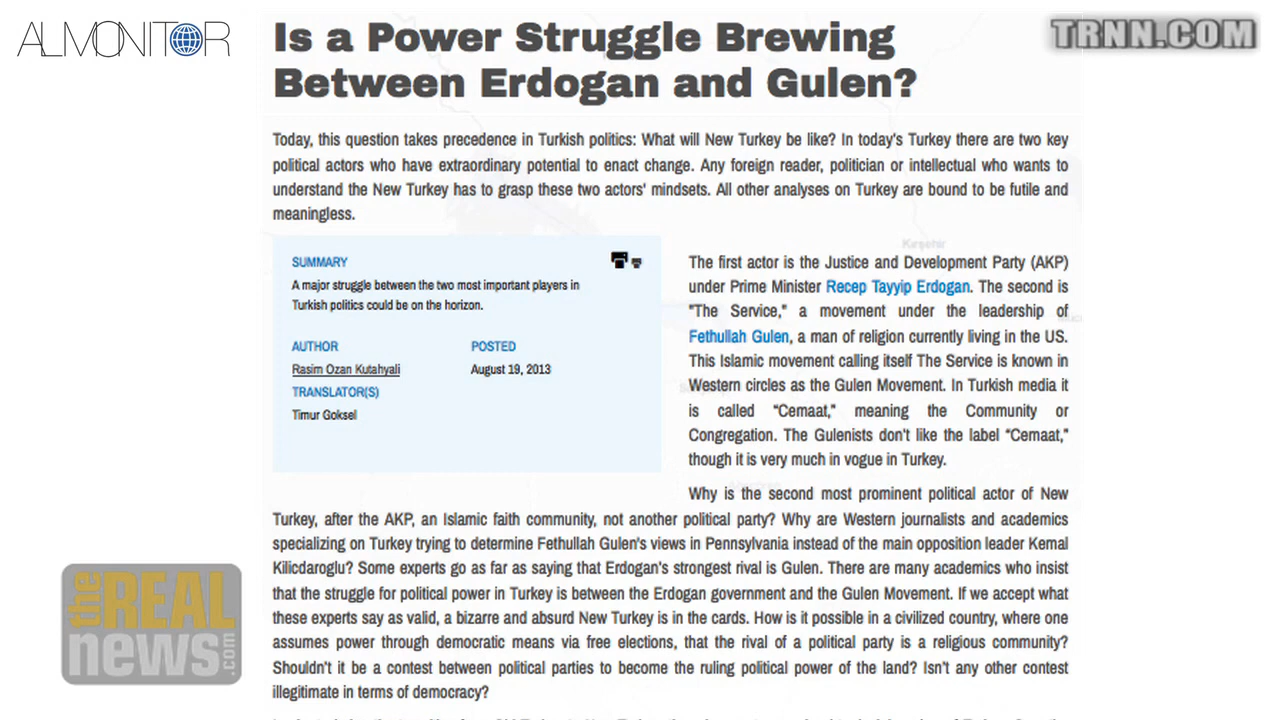 ALMONITOR
TRNN.COM
Is a Power Struggle Brewing
Between Erdogan and Gulen?
Today, this question takes precedence in Turkish politics: What will New Turkey be like? In today's Turkey there are two key
political actors who have extraordinary potential to enact change. Any foreign reader, politician or intellectual who wants to
understand the New Turkey has to grasp these two actors' mindsets. All other analyses on Turkey are bound to be futile and
meaningless.
Kırşehir
SUMMARY
A major struggle between the two most important players in
Turkish politics could be on the horizon.
AUTHOR
POSTED
Rasim Ozan Kutahyali
August 19, 2013
TRANSLATOR(S)
Timur Goksel
The first actor is the Justice and Development Party (AKP)
under Prime Minister Recep Tayyip Erdogan. The second is
"The Service," a movement under the leadership of
Fethullah Gulen, a man of religion currently living in the US.
This Islamic movement calling itself The Service is known in
Western circles as the Gulen Movement. In Turkish media it
is called “Cemaat,” meaning the Community or
Congregation. The Gulenists don't like the label “Cemaat,”
though it is very much in vogue in Turkey.
Why is the second most prominent political actor of New
Turkey, after the AKP, an Islamic faith community, not another political party? Why are Western journalists and academics
specializing on Turkey trying to determine Fethullah Gulen's views in Pennsylvania instead of the main opposition leader Kemal
Kilicdaroglu? Some experts go as far as saying that Erdogan's strongest rival is Gulen. There are many academics who insist
that the struggle for political power in Turkey is between the Erdogan government and the Gulen Movement. If we accept what
these experts say as valid, a bizarre and absurd New Turkey is in the cards. How is it possible in a civilized country, where one
assumes power through democratic means via free elections, that the rival of a political party is a religious community?
Shouldn't it be a contest between political parties to become the ruling political power of the land? Isn't any other contest
illegitimate in terms of democracy?
the REAL
news.com